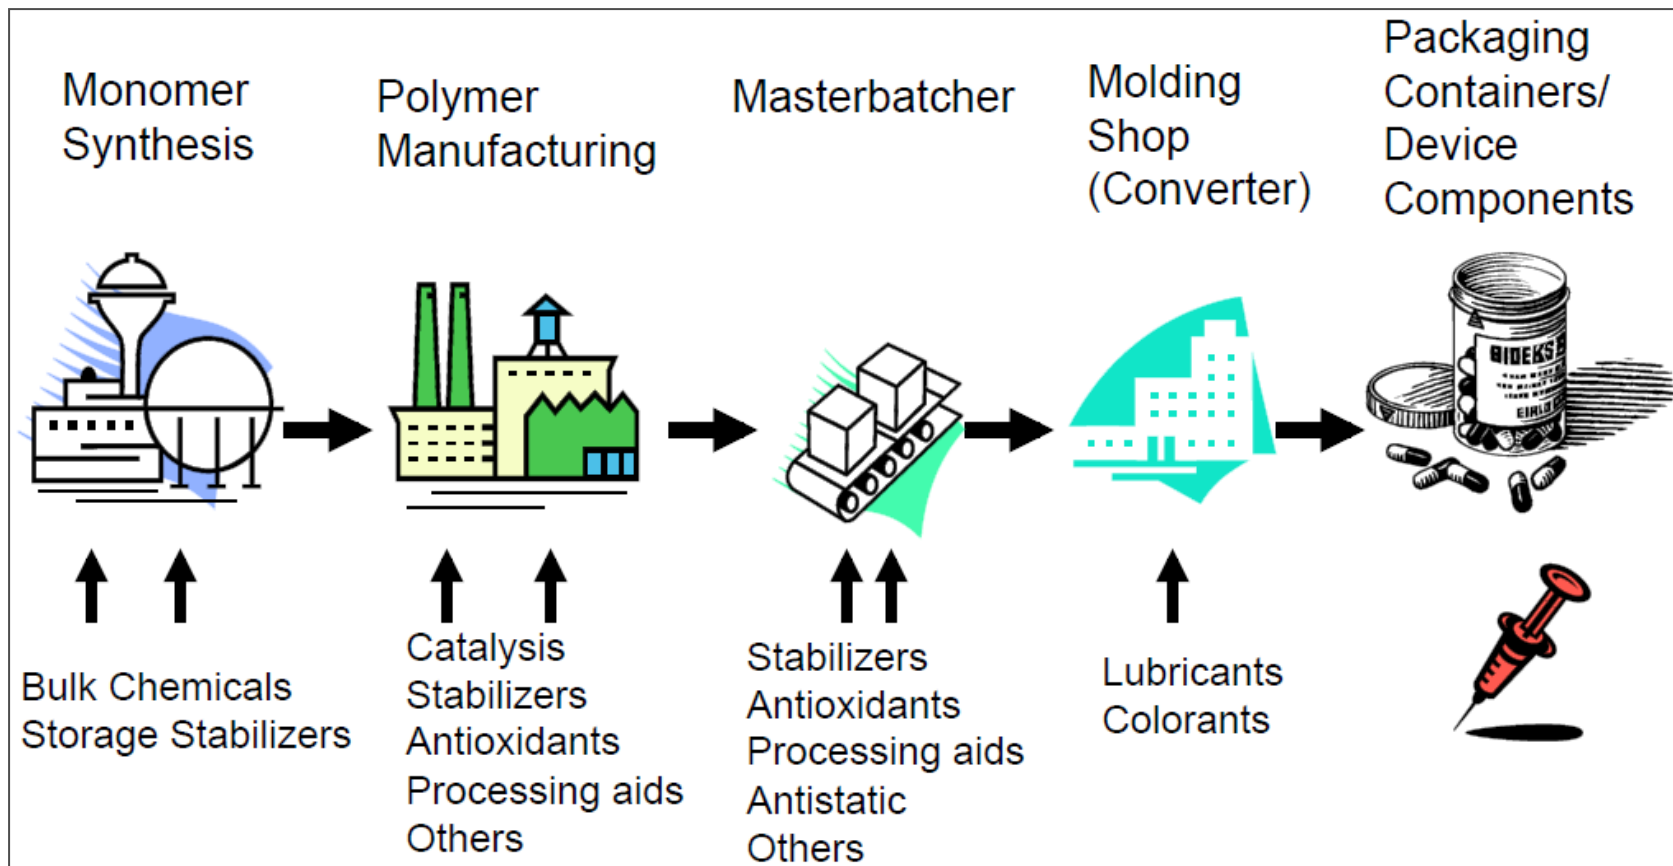 Monomer
Synthesis
Polymer
Manufacturing
Masterbatcher
Molding
Shop
(Converter)
Packaging
Containers/
Device
Components
Bulk Chemicals
Storage Stabilizers
Catalysis
Stabilizers
Antioxidants
Processing aids
Others
Stabilizers
Antioxidants
Processing aids
Antistatic
Others
Lubricants
Colorants